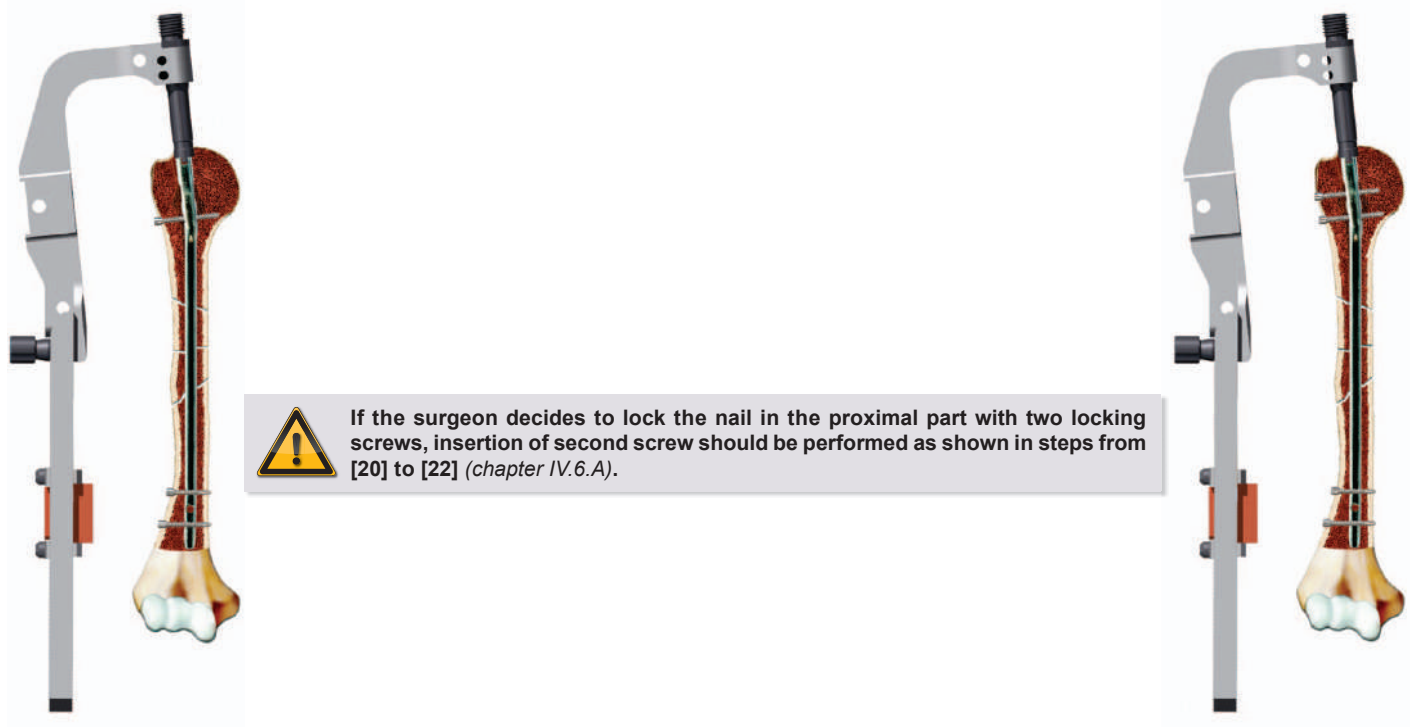 If the surgeon decides to lock the nail in the proximal part with two locking
screws, insertion of second screw should be performed as shown in steps from
[20] to [22] (chapter IV.6.A).